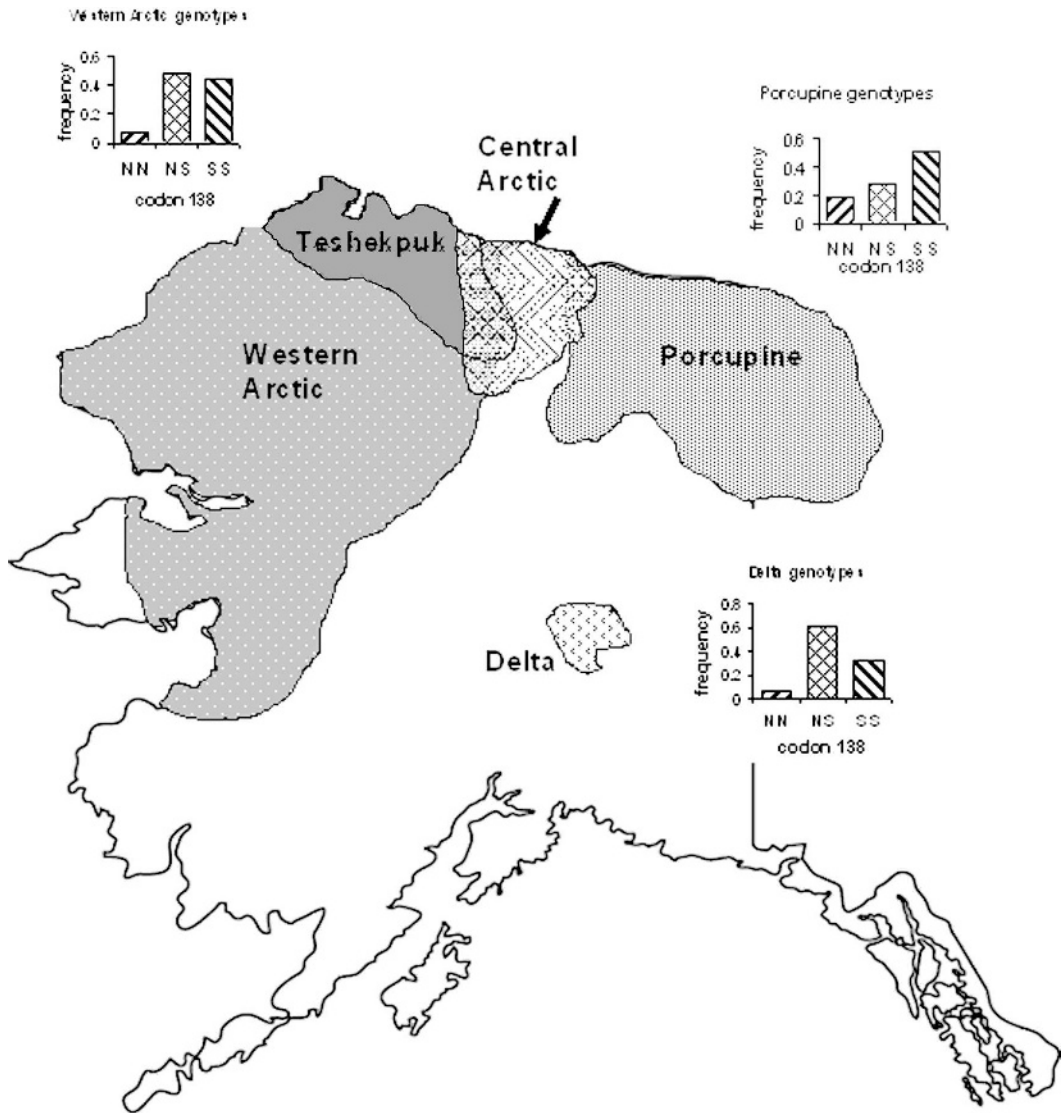 Western Arctic genotypes
frequency
0.6
0.4
0.2
0
NN NS SS
codon 138
Porcupine genotypes
frequency
0.6
0.4
0.2
0
NN NS SS
codon 138
Central
Arctic
Teshekpuk
Western
Arctic
Porcupine
Delta genotypes
frequency
0.8
0.6
0.4
0.2
0
NN NS SS
codon 138
Delta